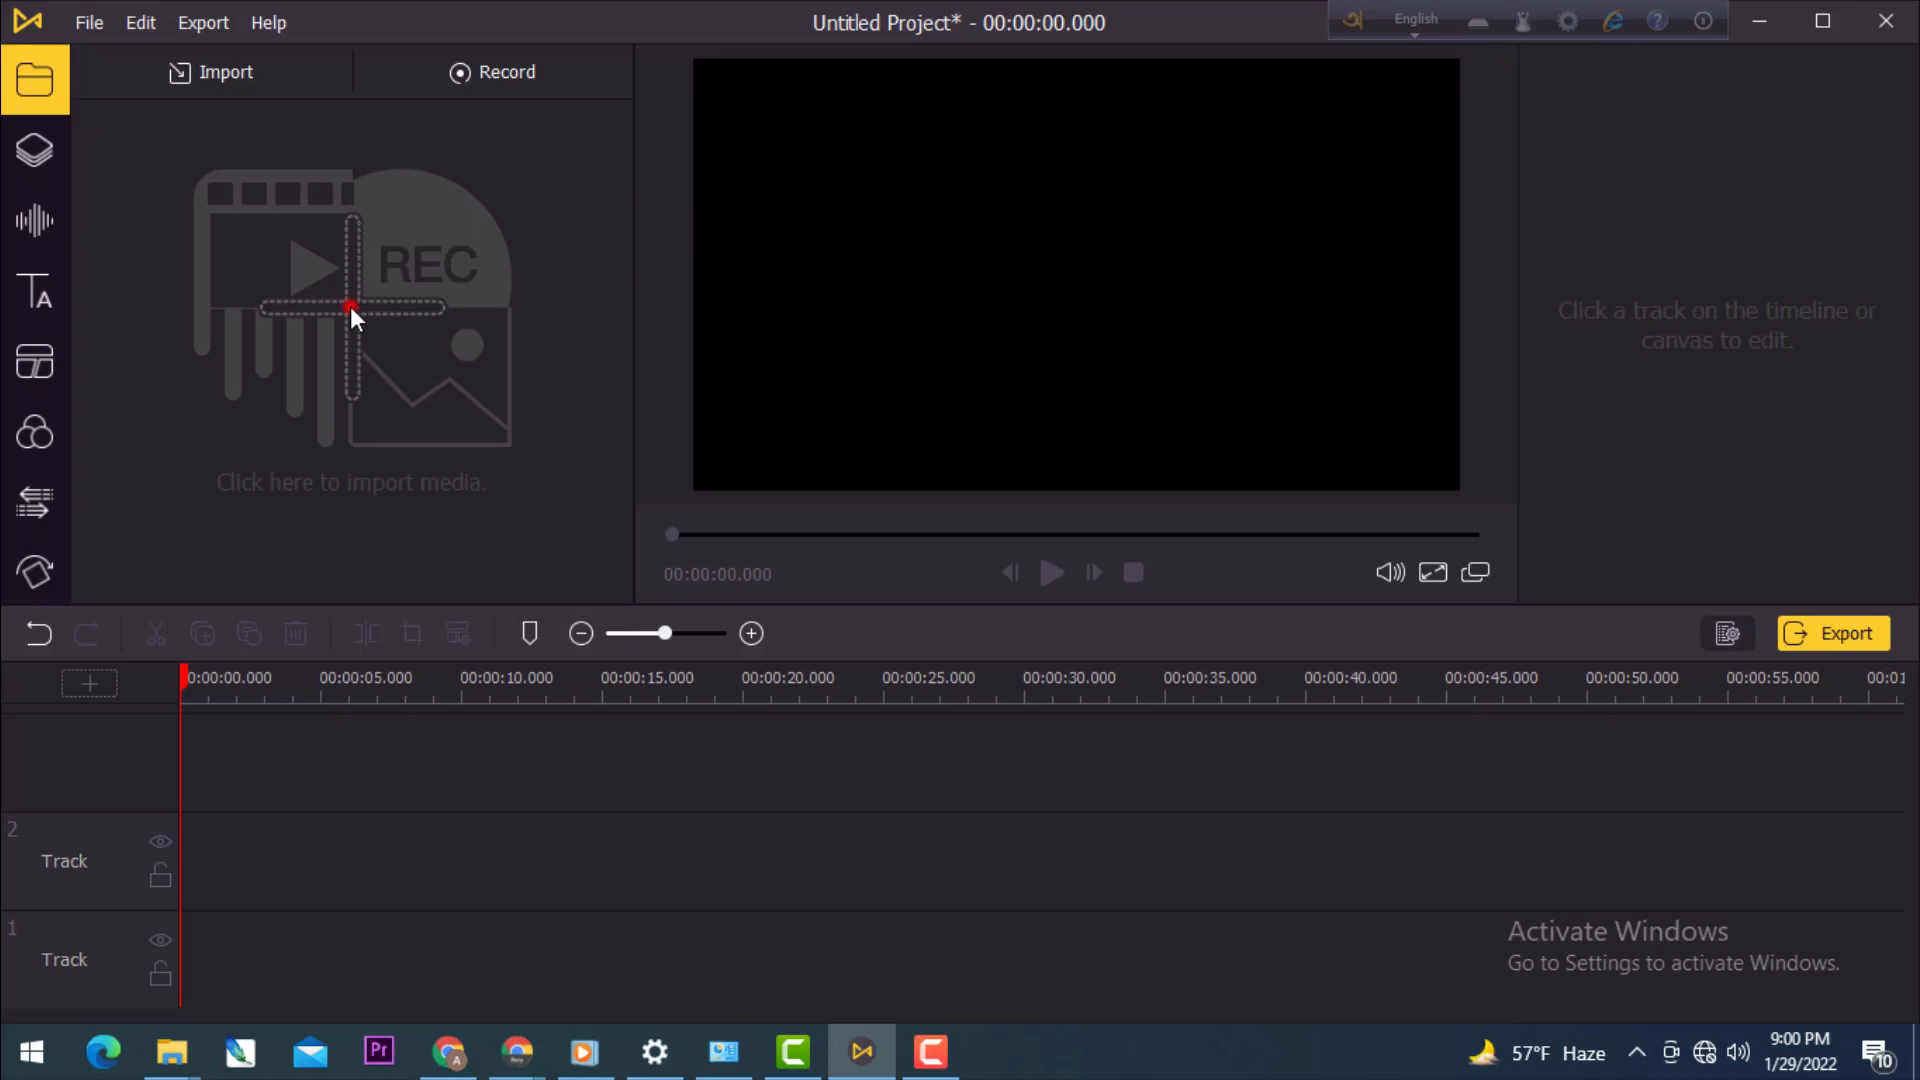 File Edit Export Help
Untitled Project* - 00:00:00.000
English
Import
Record
REC
Click here to import media.
Click a track on the timeline or
canvas to edit.
00:00:00.000
Export
0:00:00.000 00:00:05.000 00:00:10.000 00:00:15.000 00:00:20.000 00:00:25.000 00:00:30.000 00:00:35.000 00:00:40.000 00:00:45.000 00:00:50.000 00:00:55.000 00:01
2
Track
1
Track
Activate Windows
Go to Settings to activate Windows.
Pr
A
57°F Haze
9:00 PM
1/29/2022
10